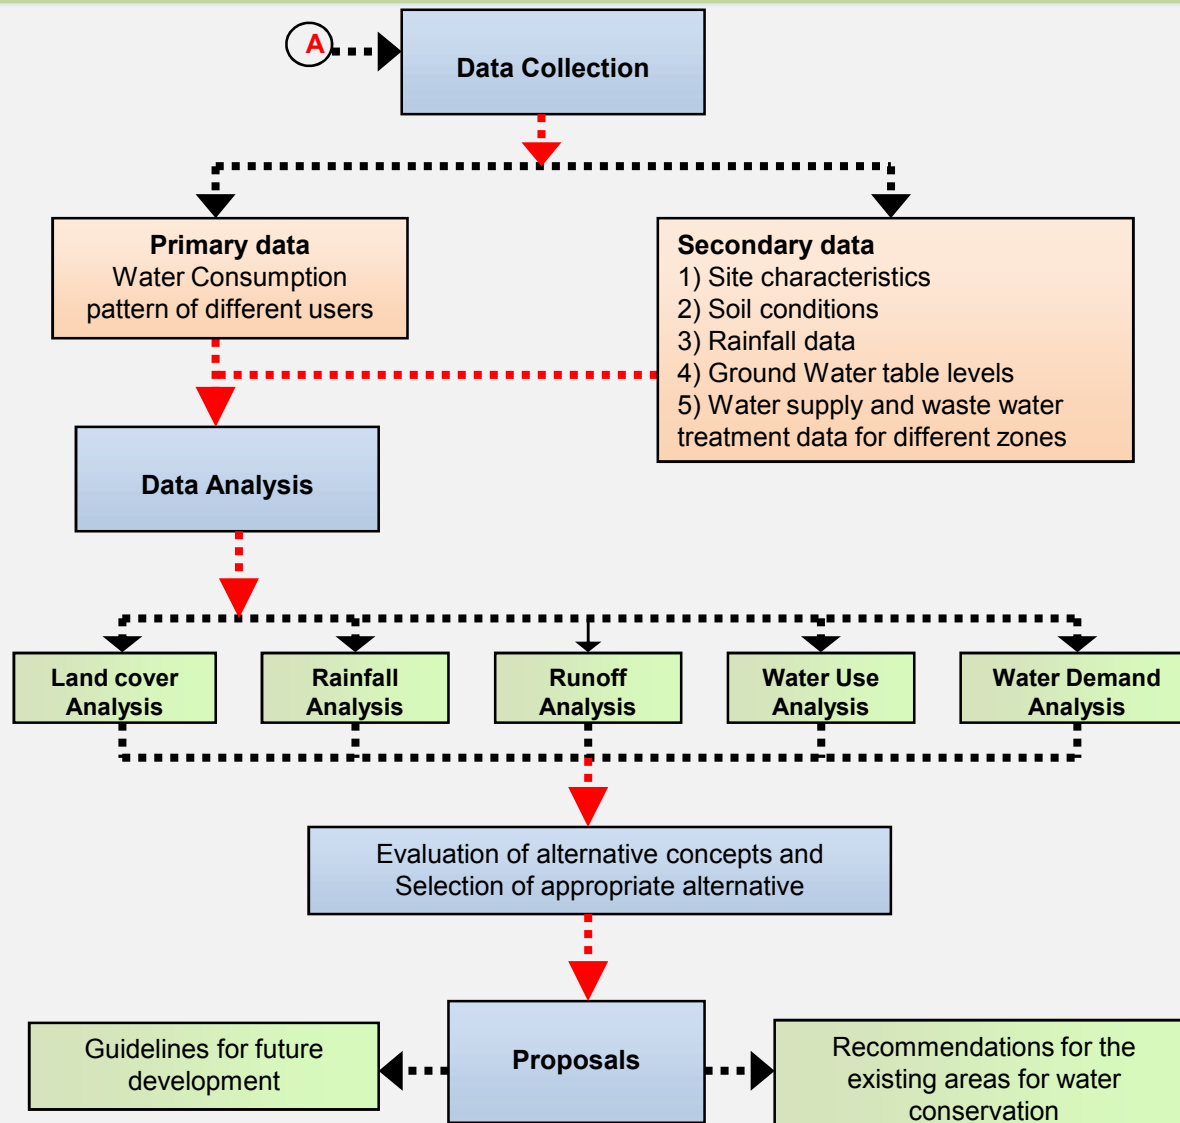 A
Data Collection
Primary data
Water Consumption
pattern of different users
Secondary data
1) Site characteristics
2) Soil conditions
3) Rainfall data
4) Ground Water table levels
5) Water supply and waste water
treatment data for different zones
Data Analysis
Land cover
Analysis
Rainfall
Analysis
Runoff
Analysis
Water Use
Analysis
Water Demand
Analysis
Evaluation of alternative concepts and
Selection of appropriate alternative
Proposals
Guidelines for future
development
Recommendations for the
existing areas for water
conservation